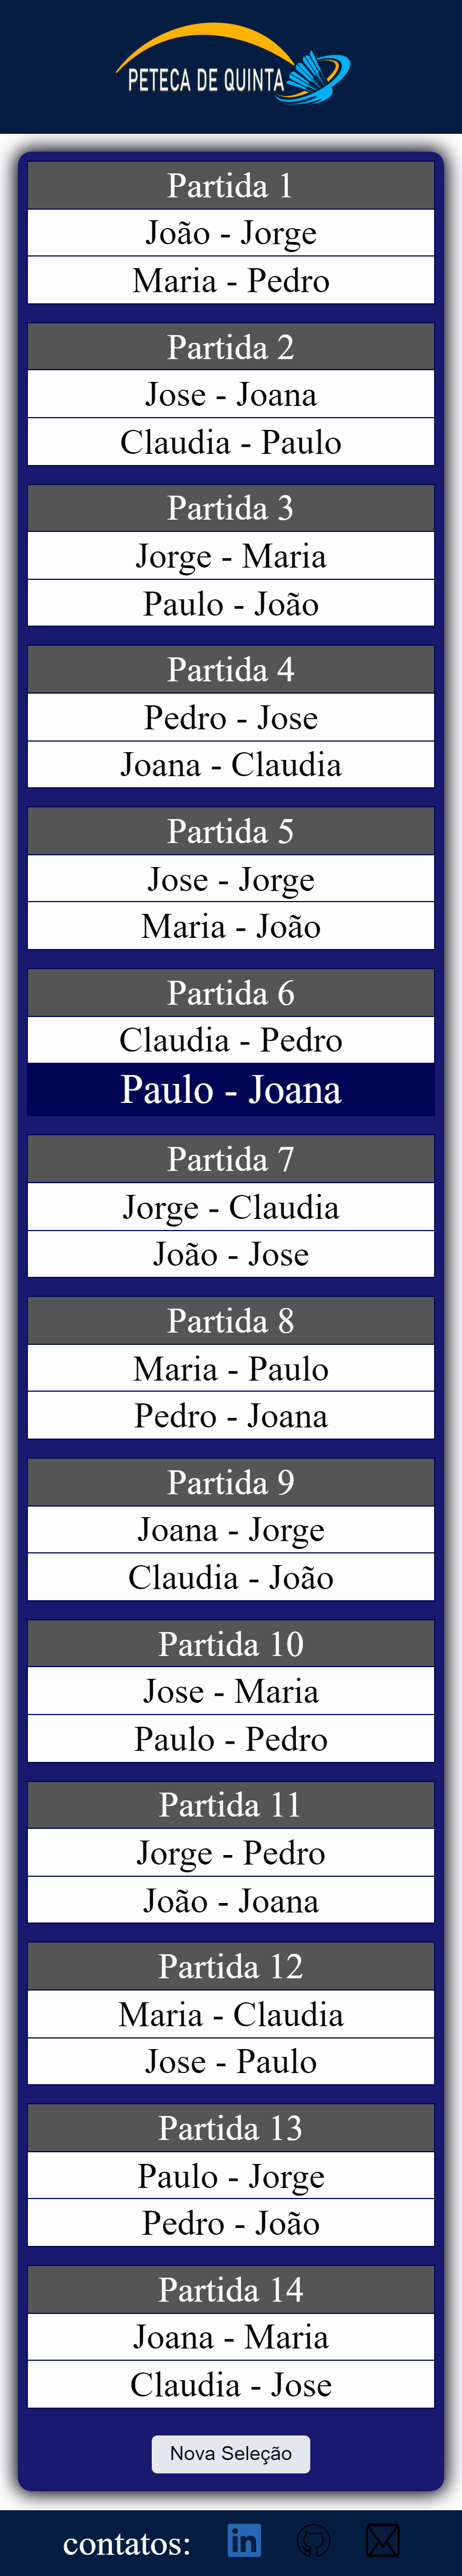 PETECA DE QUINTA
Partida 1
João - Jorge
Maria - Pedro
Partida 2
Jose - Joana
Claudia - Paulo
Partida 3
Jorge - Maria
Paulo - João
Partida 4
Pedro - Jose
Joana - Claudia
Partida 5
Jose - Jorge
Maria - João
Partida 6
Claudia - Pedro
Paulo - Joana
Partida 7
Jorge - Claudia
João - Jose
Partida 8
Maria - Paulo
Pedro - Joana
Partida 9
Joana - Jorge
Claudia - João
Partida 10
Jose - Maria
Paulo - Pedro
Partida 11
Jorge - Pedro
João - Joana
Partida 12
Maria - Claudia
Jose - Paulo
Partida 13
Paulo - Jorge
Pedro - João
Partida 14
Joana - Maria
Claudia - Jose
Nova Seleção
contatos: in